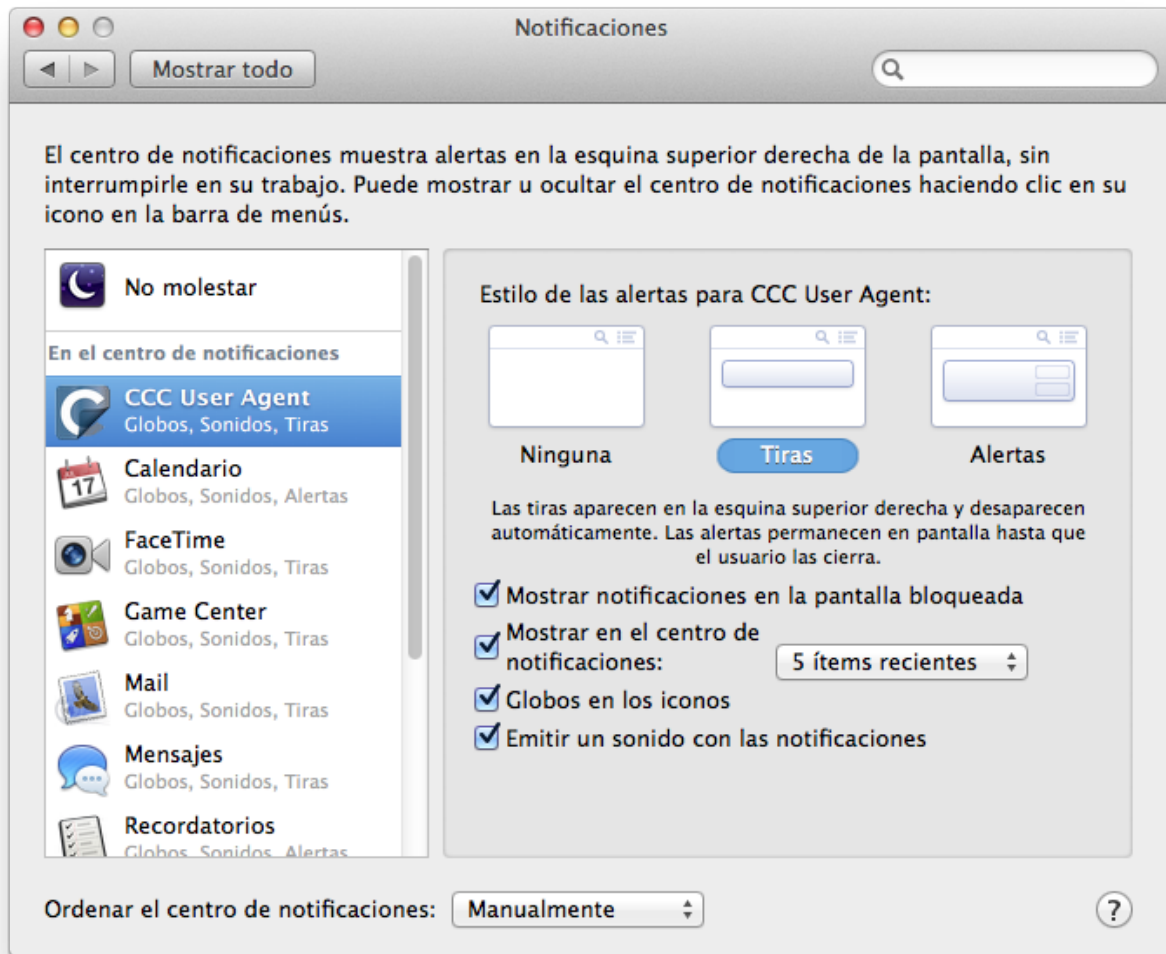 Notificaciones
Mostrar todo
El centro de notificaciones muestra alertas en la esquina superior derecha de la pantalla, sin
interrumpirle en su trabajo. Puede mostrar u ocultar el centro de notificaciones haciendo clic en su
icono en la barra de menús.
No molestar
En el centro de notificaciones
CCC User Agent
Globos, Sonidos, Tiras
Calendario
Globos, Sonidos, Alertas
FaceTime
Globos, Sonidos, Tiras
Game Center
Globos, Sonidos, Tiras
Mail
Globos, Sonidos, Tiras
Mensajes
Globos, Sonidos, Tiras
Recordatorios
Globos, Sonidos, Alertas
Estilo de las alertas para CCC User Agent:
Ninguna
Tiras
Alertas
Las tiras aparecen en la esquina superior derecha y desaparecen
automáticamente. Las alertas permanecen en pantalla hasta que
el usuario las cierra.
Mostrar notificaciones en la pantalla bloqueada
Mostrar en el centro de
notificaciones:
5 ítems recientes
Globos en los iconos
Emitir un sonido con las notificaciones
Ordenar el centro de notificaciones:
Manualmente
?
17